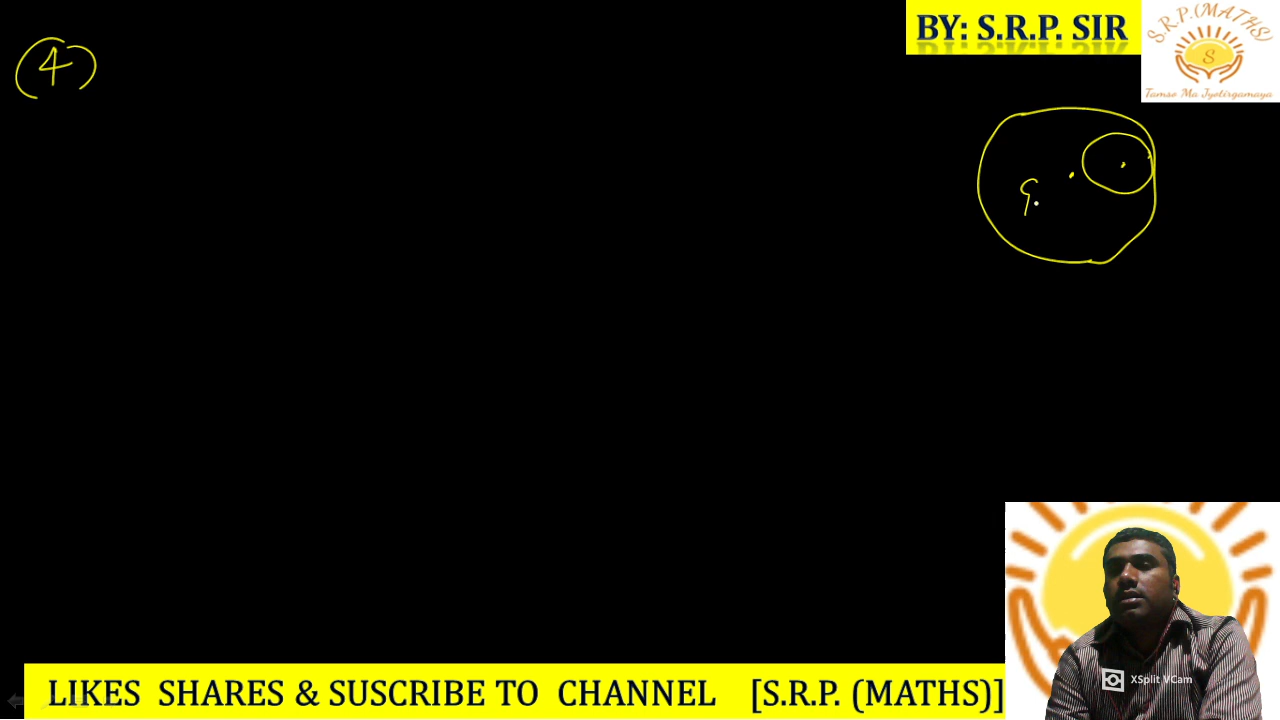 (4)
BY: S.R.P. SIR
S.R.P.(MATHS)
S
Tamso Ma Jyotirgamaya
XSplit VCam
LIKES SHARES & SUSCRIBE TO CHANNEL [S.R.P. (MATHS)]